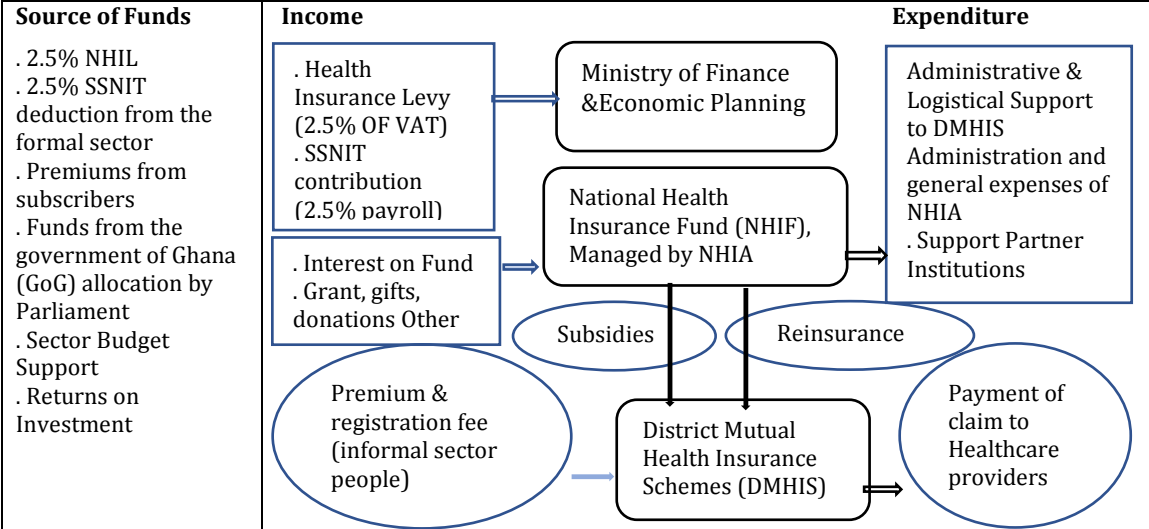 Source of Funds
. 2.5% NHIL
. 2.5% SSNIT
deduction from the
formal sector
. Premiums from
subscribers
. Funds from the
government of Ghana
(GoG) allocation by
Parliament
. Sector Budget
Support
. Returns on
Investment
Income
. Health
Insurance Levy
(2.5% OF VAT)
. SSNIT
contribution
(2.5% payroll)
. Interest on Fund
. Grant, gifts,
donations Other
Premium &
registration fee
(informal sector
people)
Ministry of Finance
&Economic Planning
National Health
Insurance Fund (NHIF),
Managed by NHIA
Subsidies
Reinsurance
District Mutual
Health Insurance
Schemes (DMHIS)
Expenditure
Administrative &
Logistical Support
to DMHIS
Administration and
general expenses of
NHIA
. Support Partner
Institutions
Payment of
claim to
Healthcare
providers